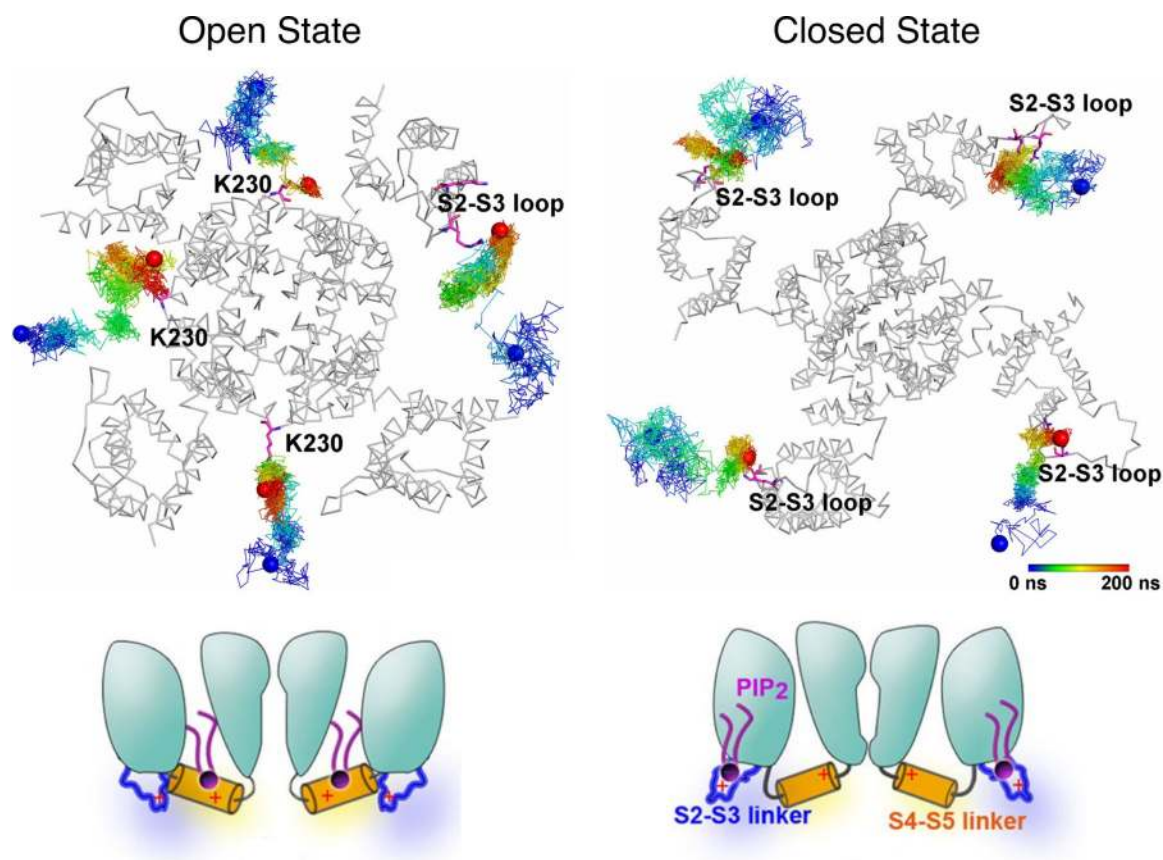 Open State
Closed State
K230
S2-S3 loop
K230
K230
S2-S3 loop
S2-S3 loop
S2-S3 loop
S2-S3 loop
0 ns
200 ns
+
+
+
+
PIP2
+
+
+
+
S2-S3 linker
S4-S5 linker